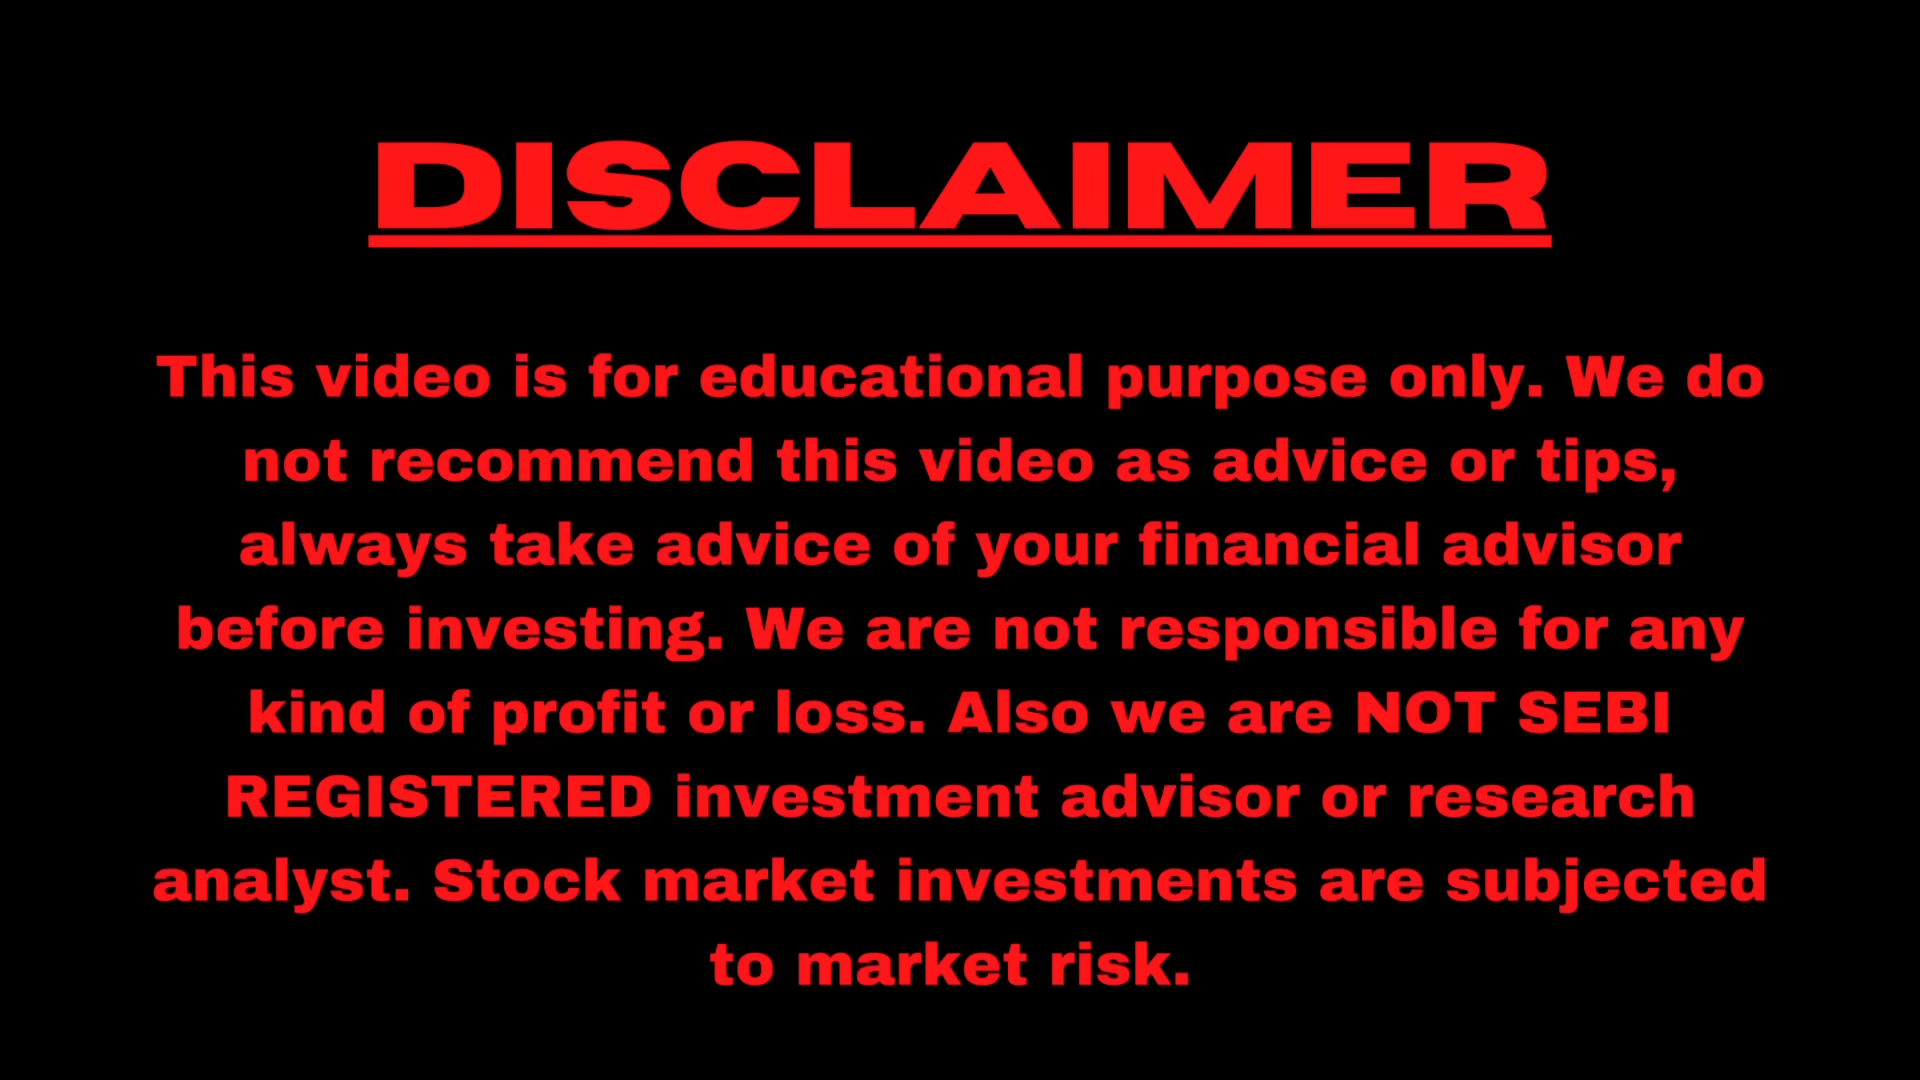 DISCLAIMER
This video is for educational purpose only. We do
not recommend this video as advice or tips,
always take advice of your financial advisor
before investing. We are not responsible for any
kind of profit or loss. Also we are NOT SEBI
REGISTERED investment advisor or research
analyst. Stock market investments are subjected
to market risk.